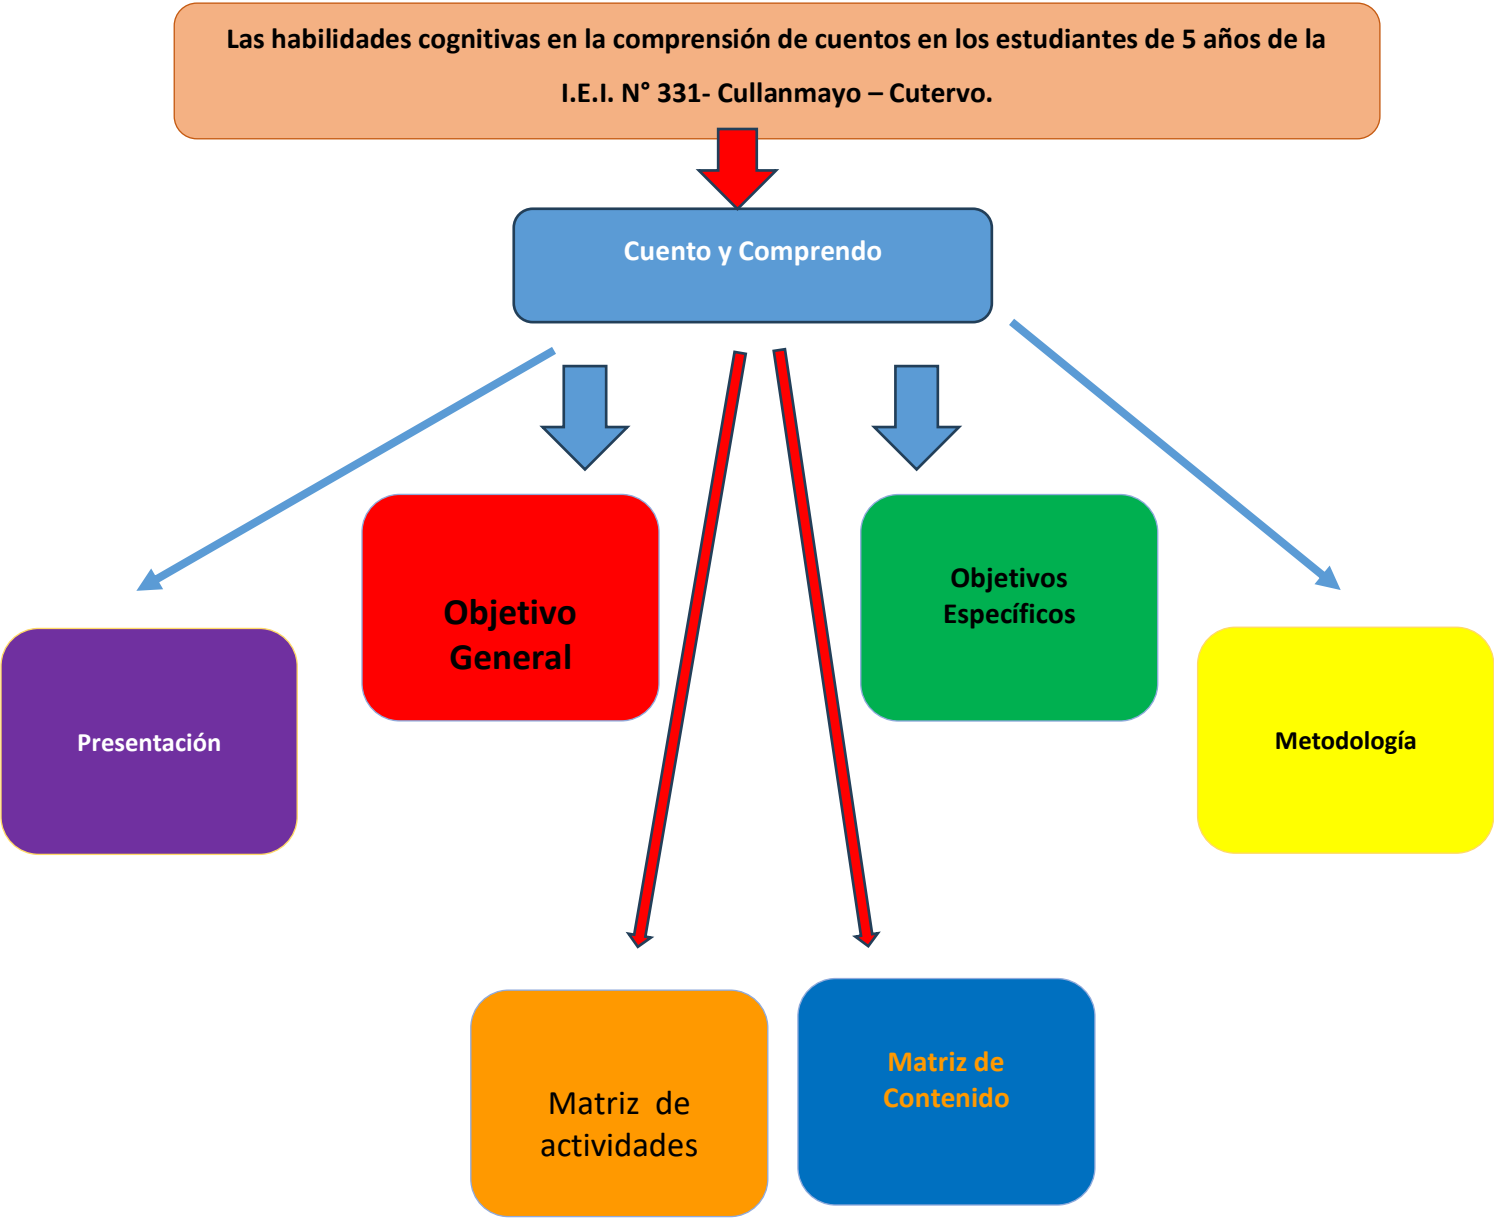 Las habilidades cognitivas en la comprensión de cuentos en los estudiantes de 5 años de la
I.E.I. N° 331- Cullanmayo – Cutervo.
Cuento y Comprendo
Objetivo
General
Objetivos
Específicos
Presentación
Metodología
Matriz de
actividades
Matriz de
Contenido